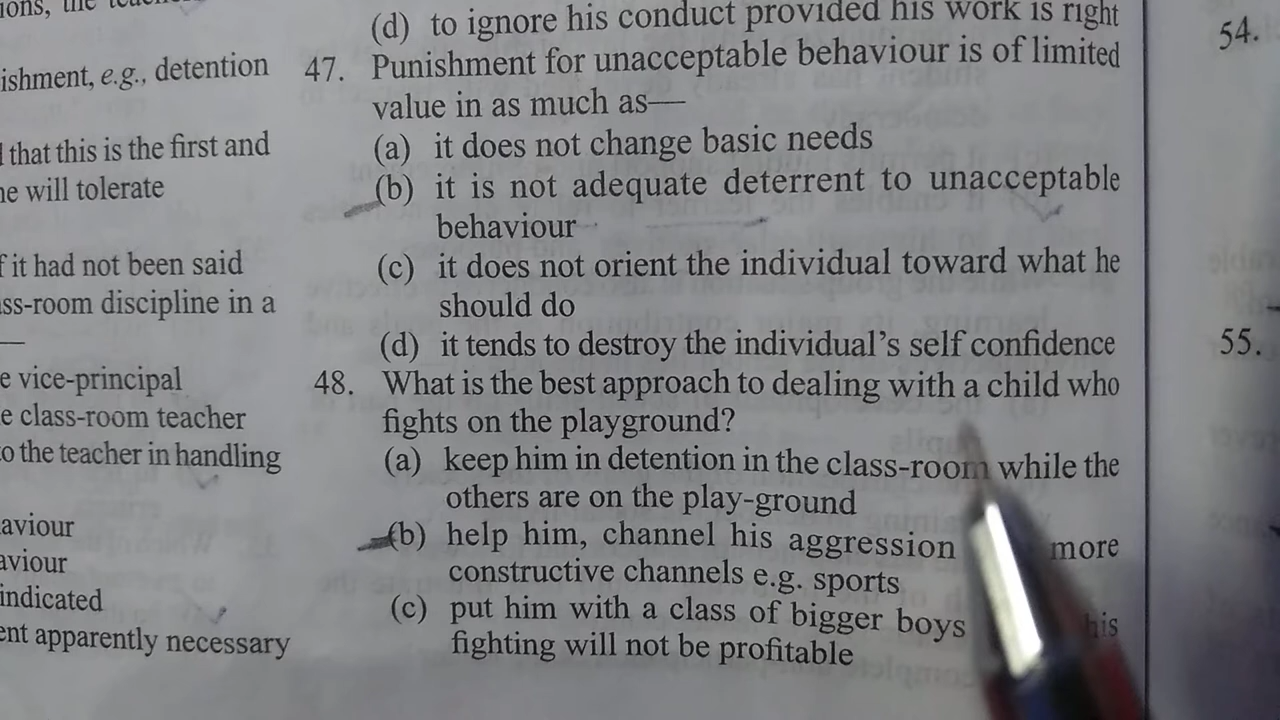 ishment, e.g., detention
that this is the first and
he will tolerate
f it had not been said
ss-room discipline in a
e vice-principal
e class-room teacher
o the teacher in handling
aviour
aviour
indicated
ent apparently necessary
(d) to ignore his conduct provided his work is right
47. Punishment for unacceptable behaviour is of limited
value in as much as—
(a) it does not change basic needs
(b) it is not adequate deterrent to unacceptable
behaviour
(c) it does not orient the individual toward what he
should do
(d) it tends to destroy the individual's self confidence
48. What is the best approach to dealing with a child who
fights on the playground?
(a) keep him in detention in the class-room while the
others are on the play-ground
(b) help him, channel his aggression more
constructive channels e.g. sports
(c) put him with a class of bigger boys his
fighting will not be profitable
54.
55.